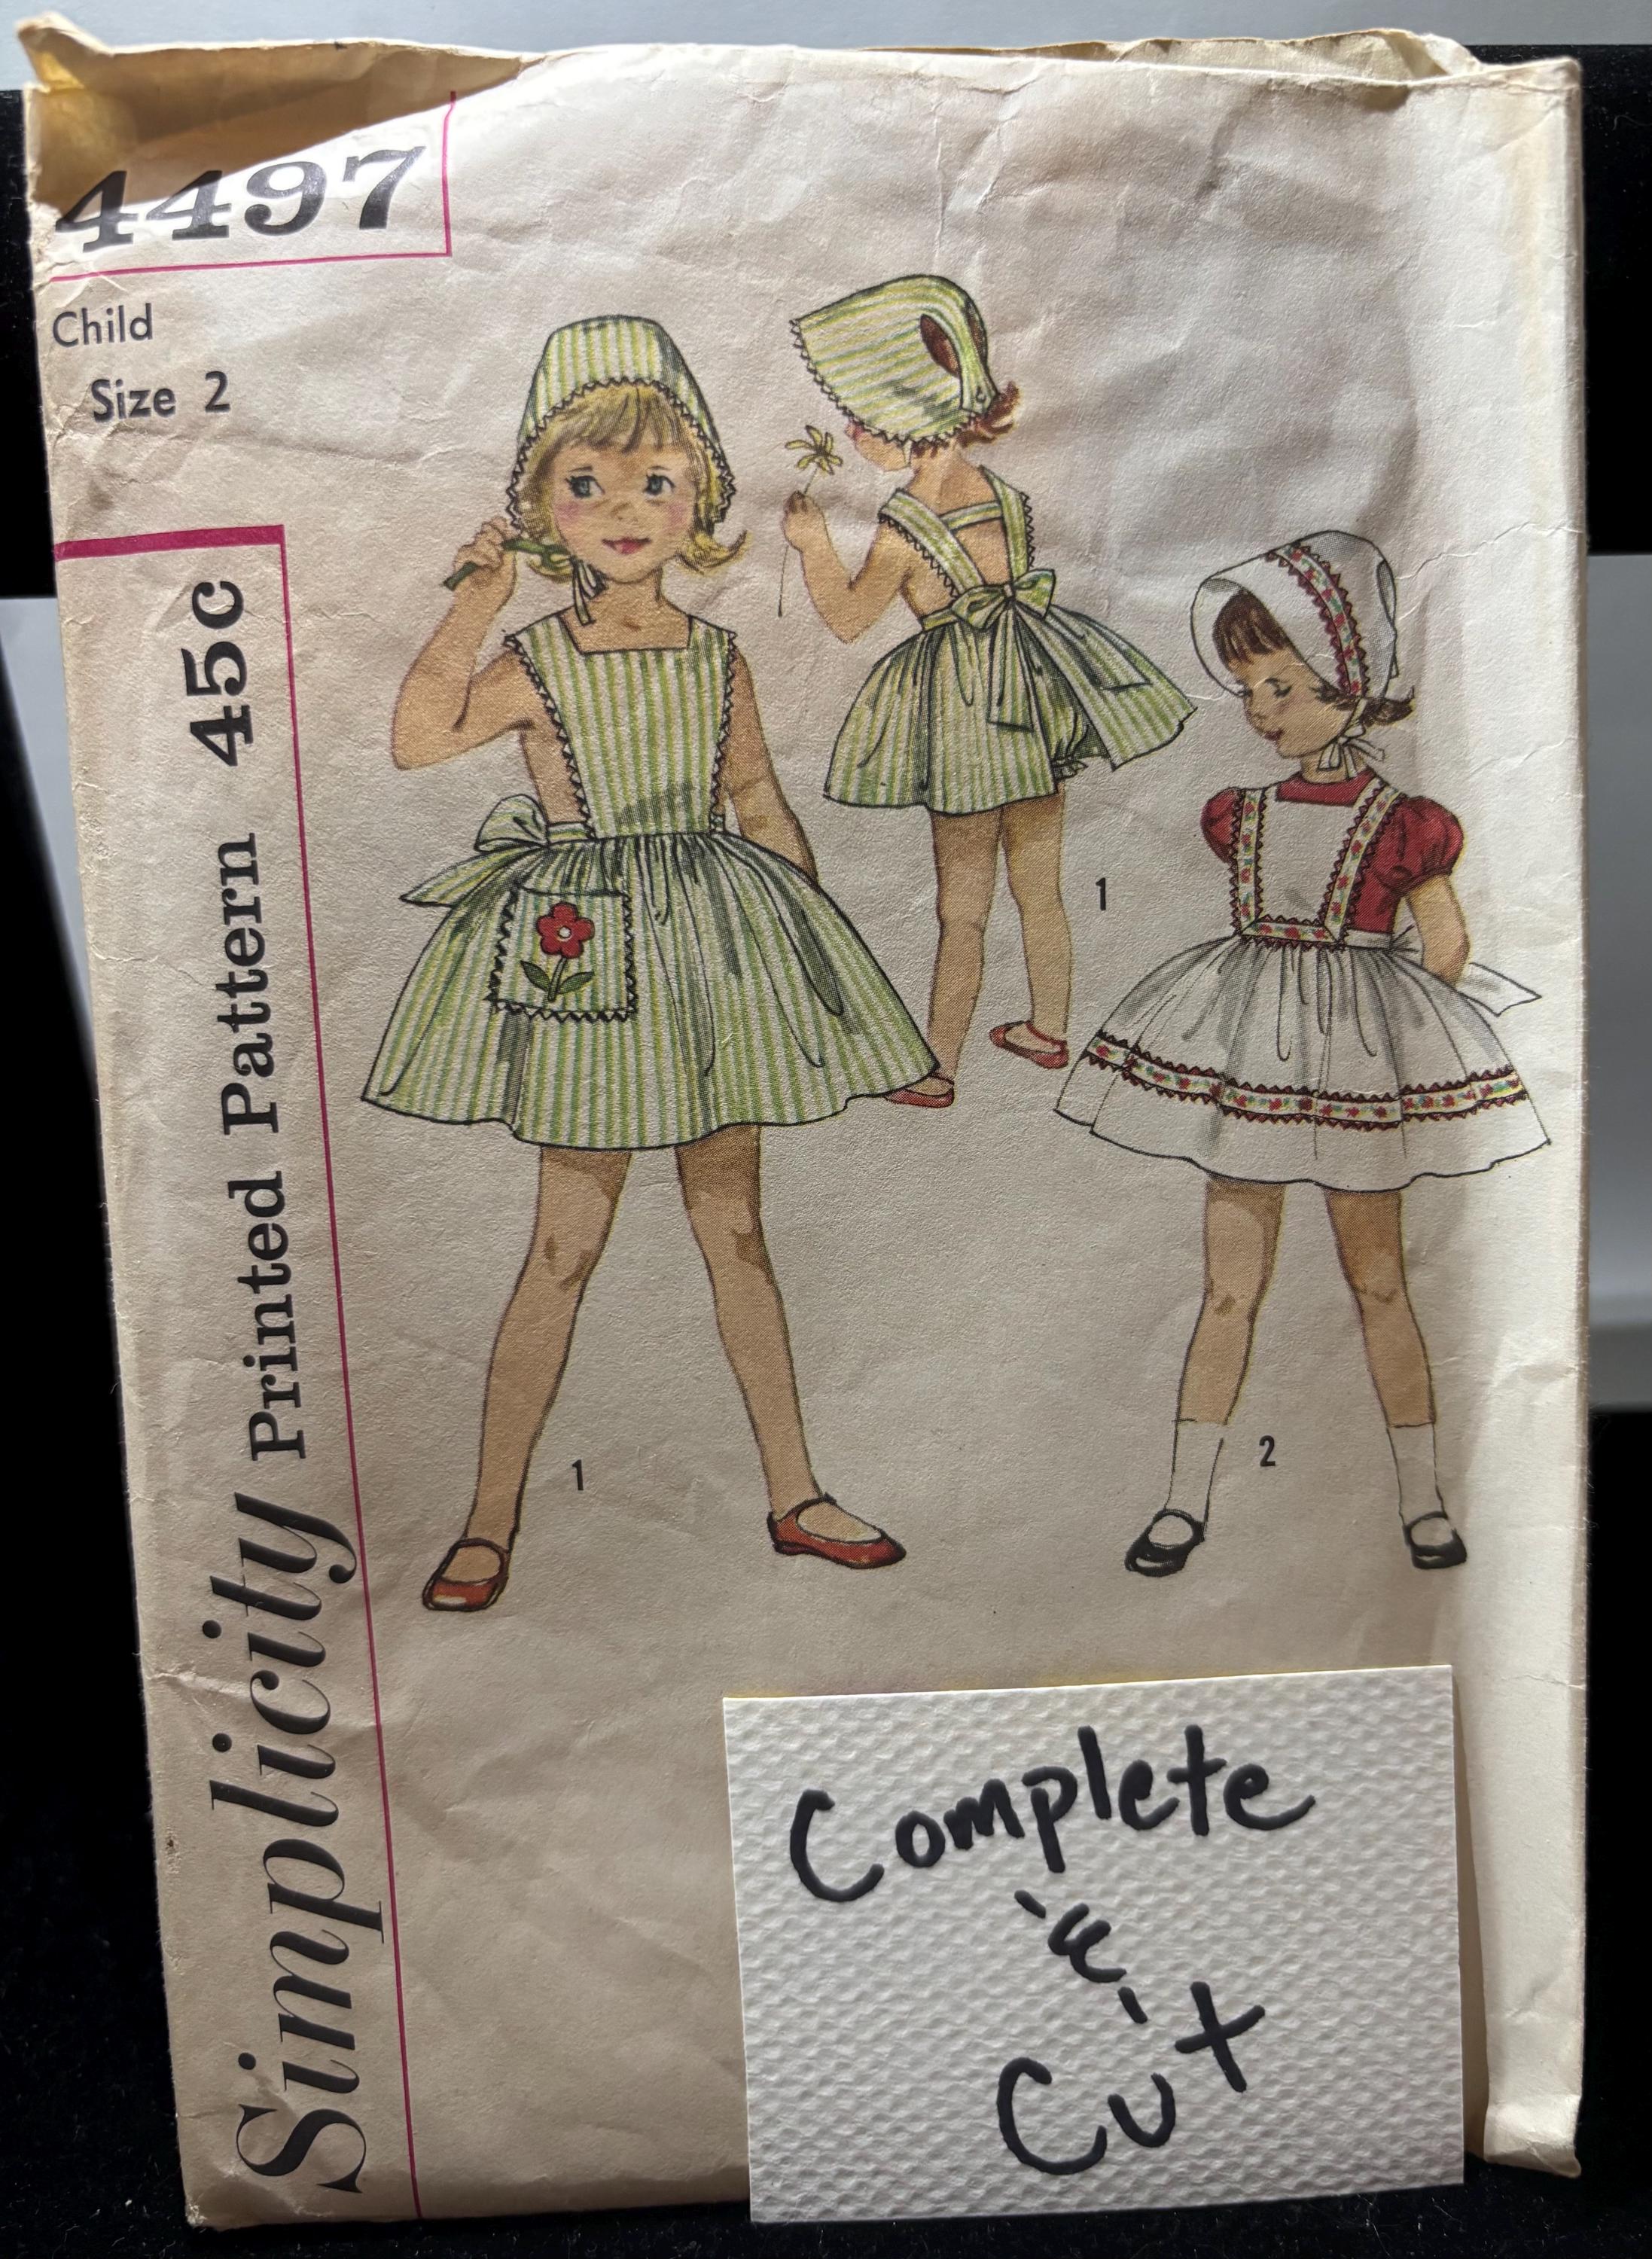 4497
Child
Size 2
Simplicity Printed Pattern 45c
1
1
2
Complete
&
Cut